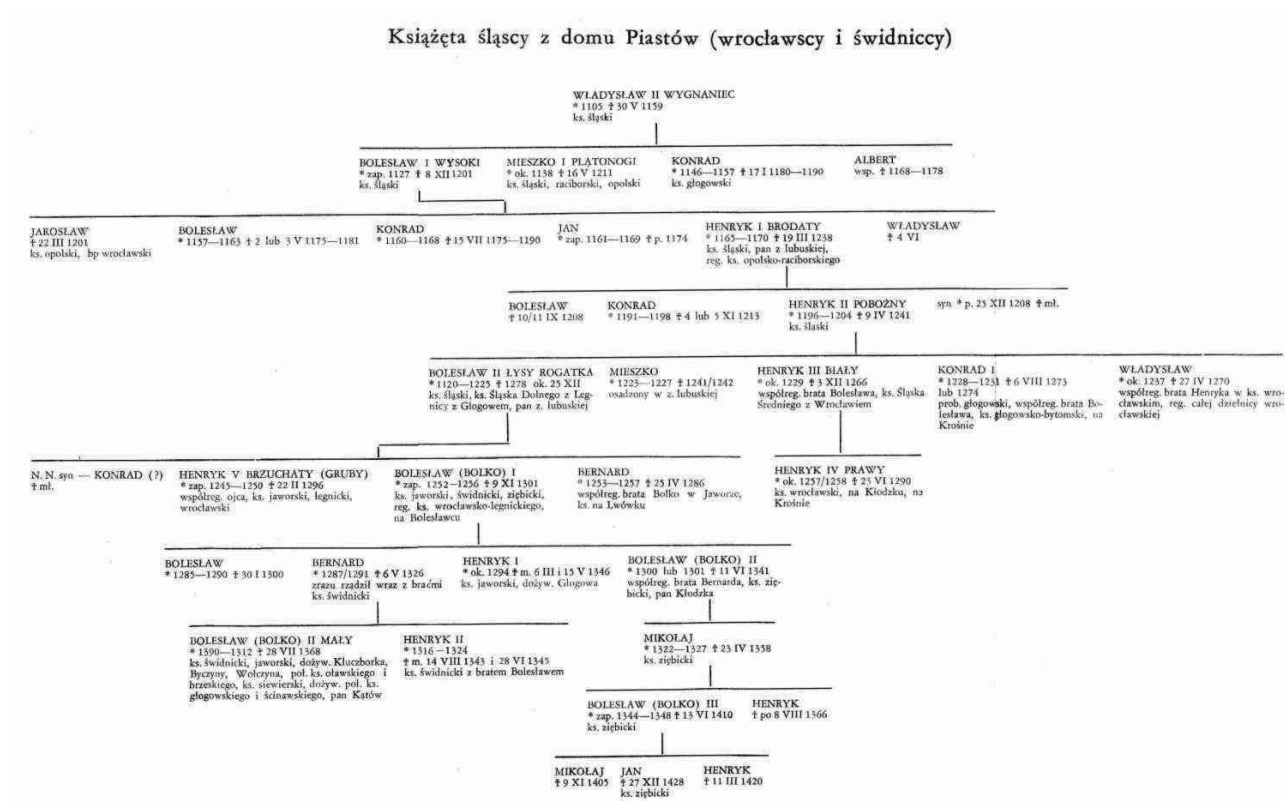 Książęta śląscy z domu Piastów (wrocławscy i świdniccy)
WŁADYSŁAW II WYGNANIEC
* 1105 † 30 V 1159
ks. śląski
BOLESŁAW I WYSOKI
* zap. 1127 † 8 XII 1201
ks. śląski
MIESZKO I PLĄTONOGI
* ok. 1138 † 16 V 1211
ks. śląski, raciborski, opolski
KONRAD
* 1146—1157 † 17 I 1180—1190
ks. głogowski
ALBERT
wsp. † 1168—1178
JAROSŁAW
† 22 III 1201
ks. opolski, bp wrocławski
BOLESŁAW
* 1157—1163 † 2 lub 3 V 1175—1181
KONRAD
* 1160—1168 † 15 VII 1175—1190
JAN
* zap. 1161—1169 † p. 1174
HENRYK I BRODATY
* 1165—1170 † 19 III 1238
ks. śląski, pan z lubuskiej,
reg. ks. opolsko-raciborskiego
WŁADYSŁAW
† 4 VI
BOLESŁAW
† 10/11 IX 1208
KONRAD
* 1191—1198 † 4 lub 5 XI 1213
HENRYK II POBOŻNY
* 1196—1204 † 9 IV 1241
ks. śląski
syn * p. 25 XII 1208 † mł.
BOLESŁAW II ŁYSY ROGATKA
* 1120—1225 † 1278 ok. 25 XII
ks. śląski, ks. Śląska Dolnego z Leg-
nicy z Głogowem, pan z. lubuskiej
MIESZKO
* 1223—1227 † 1241/1242
osadzony w z. lubuskiej
HENRYK III BIAŁY
* ok. 1229 † 3 XII 1266
współreg. brata Bolesława, ks. Śląska
Średniego z Wrocławiem
KONRAD I
* 1228—1231 † 6 VIII 1273
lub 1274
prob. głogowski, współreg. brata Bo-
lesława, ks. głogowsko-bytomski, na
Krośnie
WŁADYSŁAW
* ok. 1237 † 27 IV 1270
współreg. brata Henryka w ks. wro-
cławskim, reg. całej dzielnicy wro-
cławskiej
N. N. syn — KONRAD (?)
† mł.
HENRYK V BRZUCHATY (GRUBY)
* zap. 1245—1250 † 22 II 1296
współreg. ojca, ks. jaworski, legnicki,
wrocławski
BOLESŁAW (BOLKO) I
* zap. 1252—1256 † 9 XI 1301
ks. jaworski, świdnicki, ziębicki,
reg. ks. wrocławsko-legnickiego,
na Bolesławcu
BERNARD
* 1253—1257 † 25 IV 1286
współreg. brata Bolko w Jaworze,
ks. na Lwówku
HENRYK IV PRAWY
* ok. 1257/1258 † 23 VI 1290
ks. wrocławski, na Kłodzku, na
Krośnie
BOLESŁAW
* 1285—1290 † 30 I 1300
BERNARD
* 1287/1291 † 6 V 1326
zrazu rządził wraz z braćmi
ks. świdnicki
HENRYK I
* ok. 1294 † m. 6 III i 15 V 1346
ks. jaworski, dożyw. Głogowa
BOLESŁAW (BOLKO) II
* 1300 lub 1301 † 11 VI 1341
współreg. brata Bernarda, ks. zię-
bicki, pan Kłodzka
BOLESŁAW (BOLKO) II MAŁY
* 1390—1312 † 28 VII 1368
ks. świdnicki, jaworski, dożyw. Kluczborka,
Byczyny, Wołczyna, poł. ks. oławskiego i
brzeskiego, ks. siewierski, dożyw. poł. ks.
głogowskiego i ścinawskiego, pan Kątów
HENRYK II
* 1316—1324
† m. 14 VIII 1343 i 28 VI 1345
ks. świdnicki z bratem Bolesławem
MIKOŁAJ
* 1322—1327 † 23 IV 1358
ks. ziębicki
BOLESŁAW (BOLKO) III
* zap. 1344—1348 † 13 VI 1410
ks. ziębicki
HENRYK
† po 8 VIII 1366
MIKOŁAJ
† 9 XI 1405
JAN
† 27 XII 1428
ks. ziębicki
HENRYK
† 11 III 1420